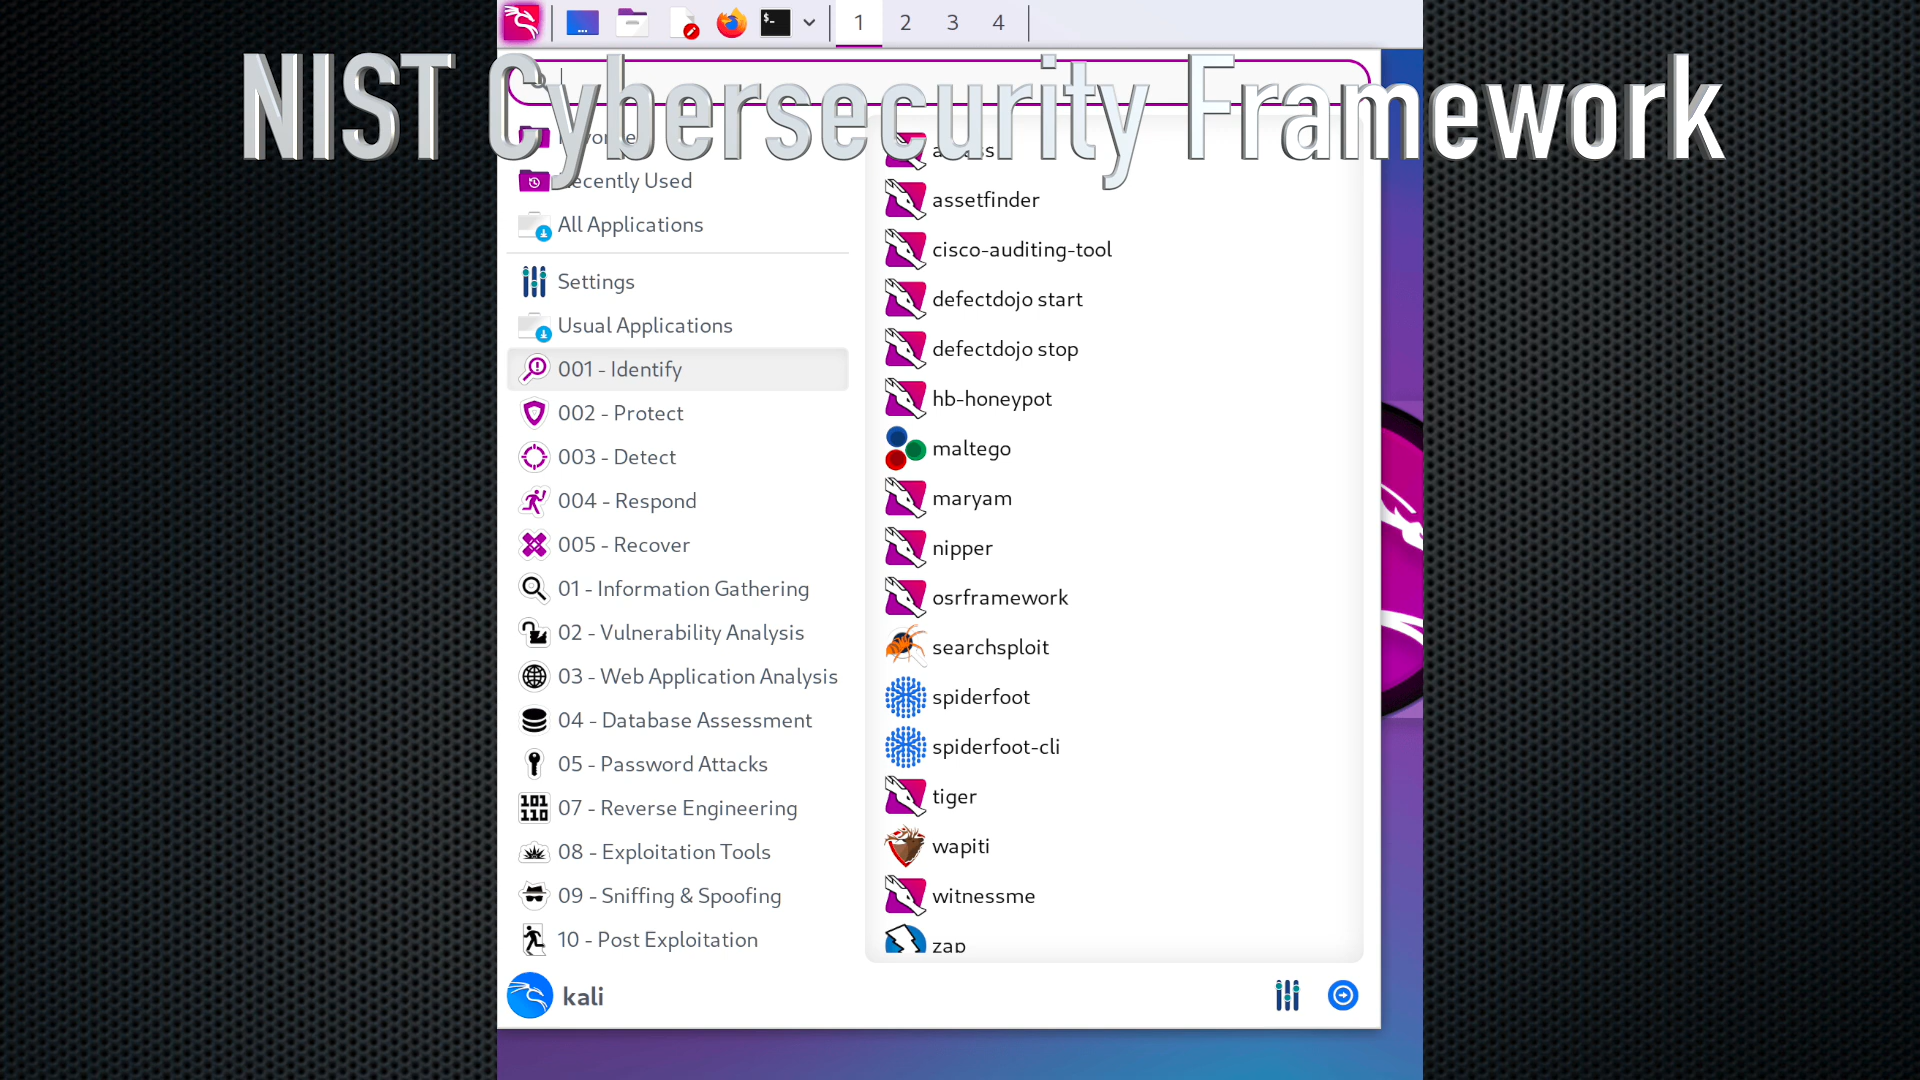 1 2 3 4
NIST Cybersecurity Framework
Recently Used
All Applications
Settings
Usual Applications
001 - Identify
002 - Protect
003 - Detect
004 - Respond
005 - Recover
01 - Information Gathering
02 - Vulnerability Analysis
03 - Web Application Analysis
04 - Database Assessment
05 - Password Attacks
07 - Reverse Engineering
08 - Exploitation Tools
09 - Sniffing & Spoofing
10 - Post Exploitation
assetfinder
cisco-auditing-tool
defectdojo start
defectdojo stop
hb-honeypot
maltego
maryam
nipper
osrframework
searchsploit
spiderfoot
spiderfoot-cli
tiger
wapiti
witnessme
zap
kali